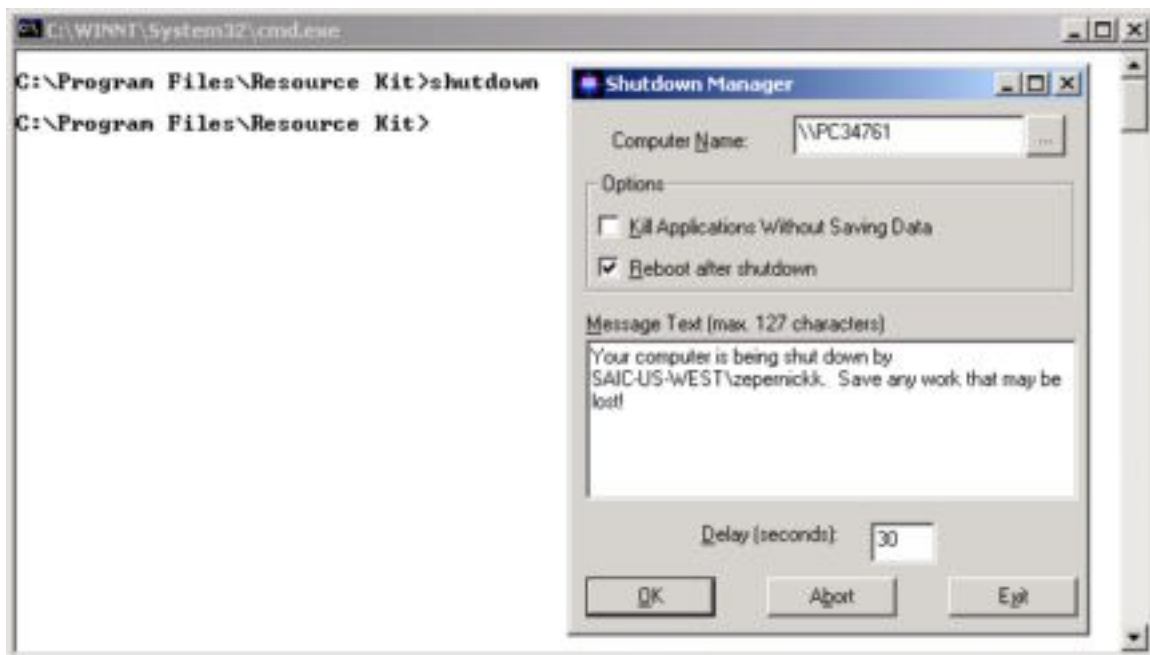 C:\WINNT\System32\cmd.exe
C:\Program Files\Resource Kit>shutdown
C:\Program Files\Resource Kit>
Shutdown Manager
Computer Name:
\\PC34761
...
Options
Kill Applications Without Saving Data
Reboot after shutdown
Message Text (max. 127 characters)
Your computer is being shut down by
SAIC-US-WEST\zepernickk. Save any work that may be
lost!
Delay (seconds):
30
OK
Abort
Exit